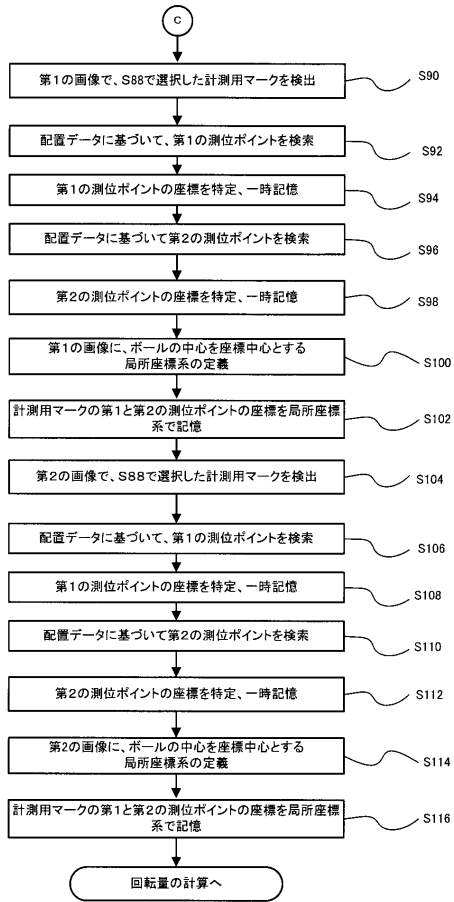 C
第1の画像で、S88で選択した計測用マークを検出
S90
配置データに基づいて、第1の測位ポイントを検索
S92
第1の測位ポイントの座標を特定、一時記憶
S94
配置データに基づいて第2の測位ポイントを検索
S96
第2の測位ポイントの座標を特定、一時記憶
S98
第1の画像に、ボールの中心を座標中心とする
局所座標系の定義
S100
計測用マークの第1と第2の測位ポイントの座標を局所座標
系で記憶
S102
第2の画像で、S88で選択した計測用マークを検出
S104
配置データに基づいて、第1の測位ポイントを検索
S106
第1の測位ポイントの座標を特定、一時記憶
S108
配置データに基づいて第2の測位ポイントを検索
S110
第2の測位ポイントの座標を特定、一時記憶
S112
第2の画像に、ボールの中心を座標中心とする
局所座標系の定義
S114
計測用マークの第1と第2の測位ポイントの座標を局所座標
系で記憶
S116
回転量の計算へ